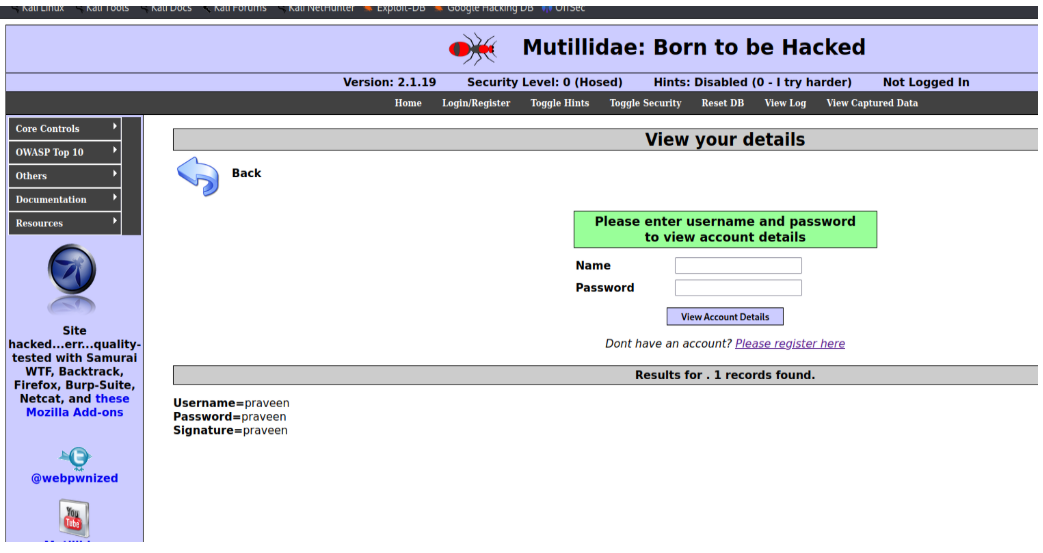 Kali Linux Kali Tools Kali Docs Kali Forums Kali NetHunter Exploit-DB Google Hacking DB OffSec
Mutillidae: Born to be Hacked
Version: 2.1.19 Security Level: 0 (Hosed) Hints: Disabled (0 - I try harder) Not Logged In
Home Login/Register Toggle Hints Toggle Security Reset DB View Log View Captured Data
Core Controls
OWASP Top 10
Others
Documentation
Resources
Site
hacked...err...quality-
tested with Samurai
WTF, Backtrack,
Firefox, Burp-Suite,
Netcat, and these
Mozilla Add-ons
@webpwnized
You
Tube
View your details
Back
Please enter username and password
to view account details
Name
Password
View Account Details
Dont have an account? Please register here
Results for . 1 records found.
Username=praveen
Password=praveen
Signature=praveen